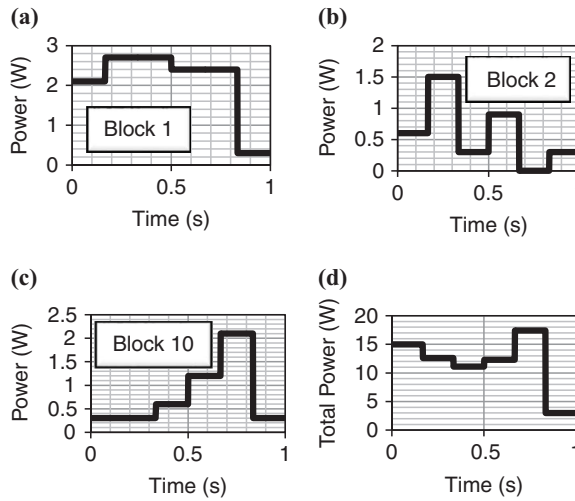 (a)
3
2
1
0
Power (W)
Block 1
0 0.5 1
Time (s)
(b)
2
1.5
1
0.5
0
Power (W)
Block 2
0 0.5
Time (s)
(c)
2.5
2
1.5
1
0.5
0
Power (W)
Block 10
0 0.5 1
Time (s)
(d)
20
15
10
5
0
Total Power (W)
0 0.5 1
Time (s)